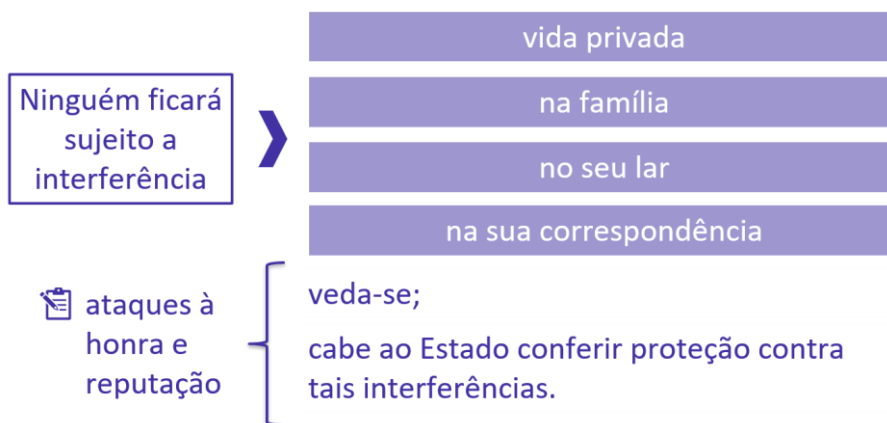 vida privada
Ninguém ficará
sujeito a
interferência
na família
no seu lar
na sua correspondência
ataques à
honra e
reputação
veda-se;
cabe ao Estado conferir proteção contra
tais interferências.